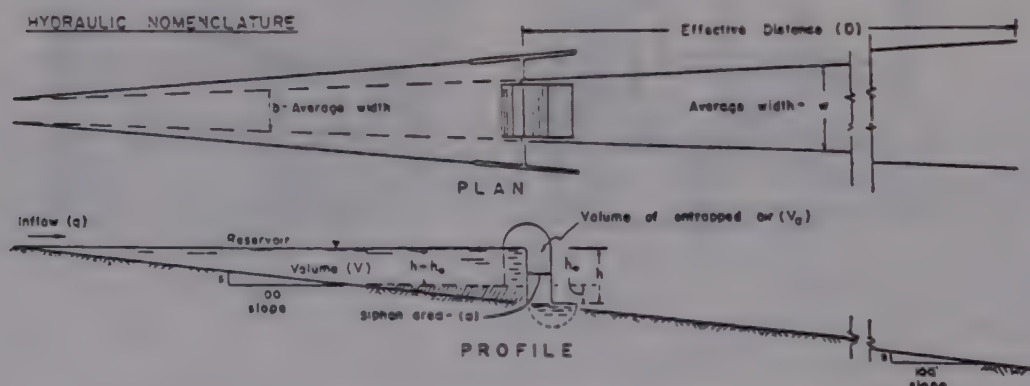 HYDRAULIC NOMENCLATURE
Effective Distance (D)
b - Average width
Average width - w
PLAN
Inflow (q)
Volume of entrapped air (Va)
Reservoir
Volume (V)
h-ho
ho
h
s
slope
Siphon area - (a)
PROFILE
100'
slope